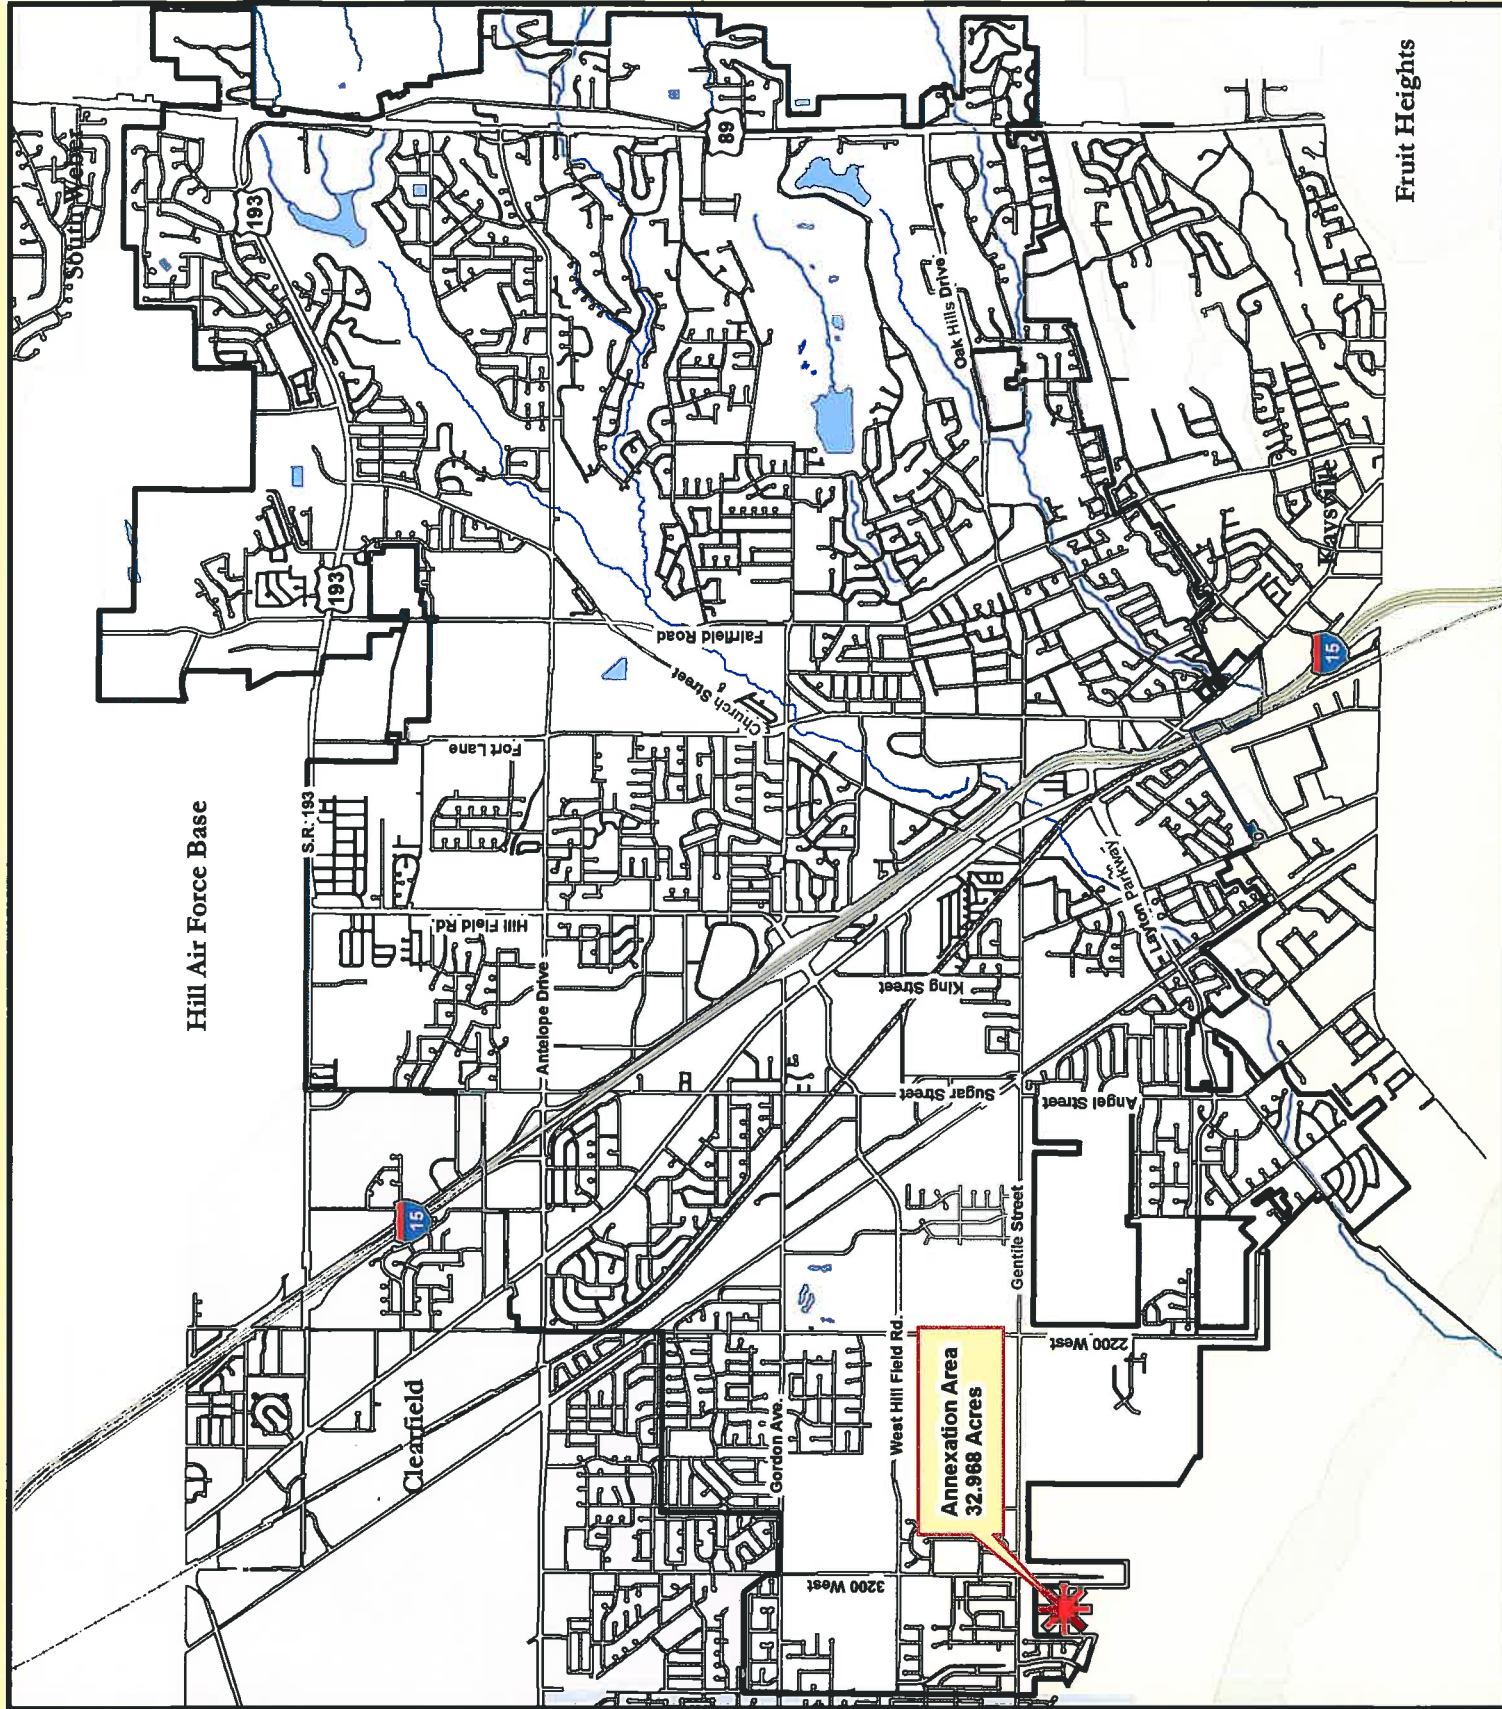 South Weber
193
89
Fruit Heights
Oak Hills Drive
Kaysville
193
Fairfield Road
Church Street
15
Fort Lane
Hill Air Force Base
S.R. 193
Layton Parkway
Hill Field Rd.
King Street
Antelope Drive
Sugar Street
Angel Street
15
Gentile Street
West Hill Field Rd.
2200 West
Clearfield
Gordon Ave.
Annexation Area
32.968 Acres
3200 West